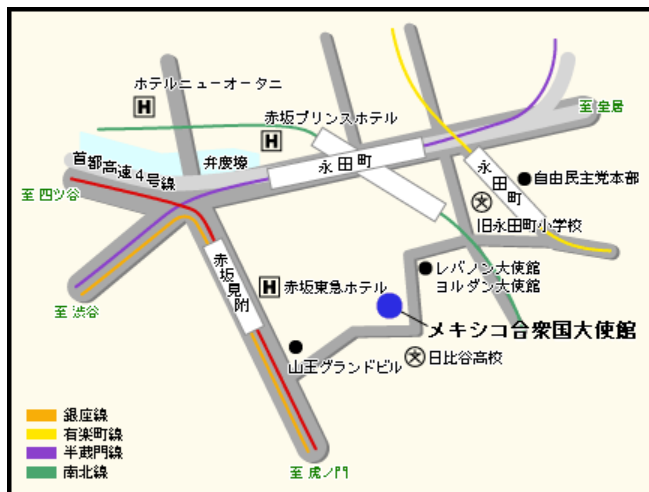 ホテルニューオータニ
赤坂プリンスホテル
至 皇居
首都高速4号線
弁慶壕
永田町
永田町
自由民主党本部
至 四ツ谷
旧永田町小学校
赤坂見附
レバノン大使館
ヨルダン大使館
赤坂東急ホテル
至 渋谷
メキシコ合衆国大使館
山王グランドビル
日比谷高校
銀座線
有楽町線
半蔵門線
南北線
至 虎ノ門